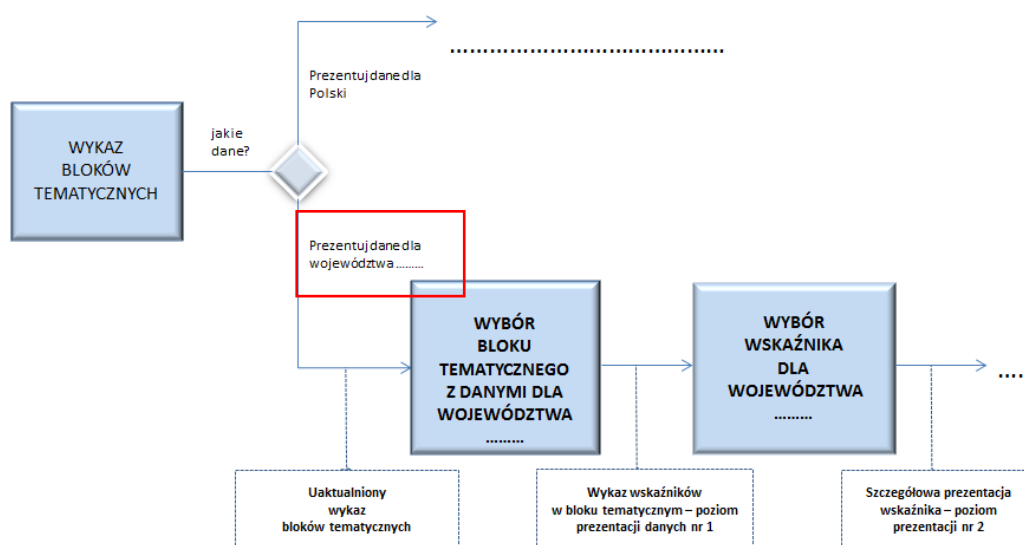 ……………………………………
Prezentuj dane dla
Polski
jakie
dane?
WYKAZ
BLOKÓW
TEMATYCZNYCH
Prezentuj dane dla
województwa ………
WYBÓR
BLOKU
TEMATYCZNEGO
Z DANYMI DLA
WOJEWÓDZTWA
………
WYBÓR
WSKAŹNIKA
DLA
WOJEWÓDZTWA
………
…..
Uaktualniony
wykaz
bloków tematycznych
Wykaz wskaźników
w bloku tematycznym – poziom
prezentacji danych nr 1
Szczegółowa prezentacja
wskaźnika – poziom
prezentacji nr 2